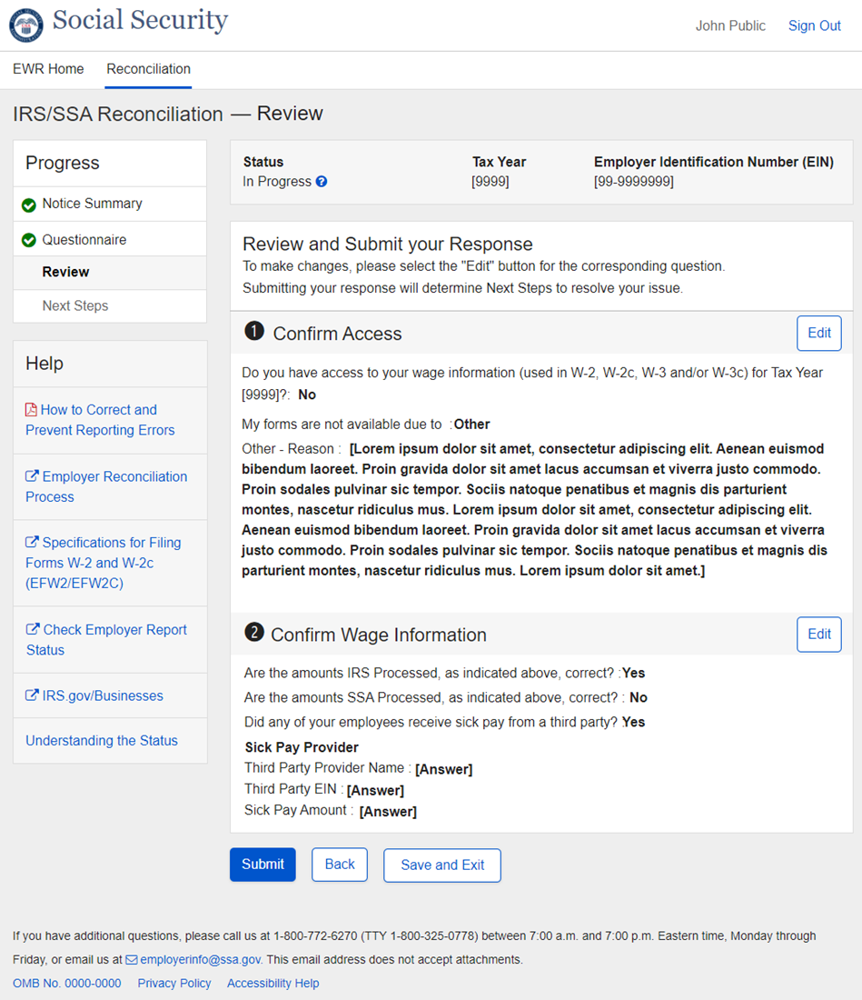 Social Security
John Public
Sign Out
EWR Home
Reconciliation
IRS/SSA Reconciliation — Review
Progress
Notice Summary
Questionnaire
Review
Next Steps
Help
How to Correct and
Prevent Reporting Errors
Employer Reconciliation
Process
Specifications for Filing
Forms W-2 and W-2c
(EFW2/EFW2C)
Check Employer Report
Status
IRS.gov/Businesses
Understanding the Status
Status
In Progress ?
Tax Year
[9999]
Employer Identification Number (EIN)
[99-9999999]
Review and Submit your Response
To make changes, please select the "Edit" button for the corresponding question.
Submitting your response will determine Next Steps to resolve your issue.
1 Confirm Access
Edit
Do you have access to your wage information (used in W-2, W-2c, W-3 and/or W-3c) for Tax Year
[9999]?: No
My forms are not available due to :Other
Other - Reason : [Lorem ipsum dolor sit amet, consectetur adipiscing elit. Aenean euismod
bibendum laoreet. Proin gravida dolor sit amet lacus accumsan et viverra justo commodo.
Proin sodales pulvinar sic tempor. Sociis natoque penatibus et magnis dis parturient
montes, nascetur ridiculus mus. Lorem ipsum dolor sit amet, consectetur adipiscing elit.
Aenean euismod bibendum laoreet. Proin gravida dolor sit amet lacus accumsan et viverra
justo commodo. Proin sodales pulvinar sic tempor. Sociis natoque penatibus et magnis dis
parturient montes, nascetur ridiculus mus. Lorem ipsum dolor sit amet.]
2 Confirm Wage Information
Edit
Are the amounts IRS Processed, as indicated above, correct? :Yes
Are the amounts SSA Processed, as indicated above, correct? : No
Did any of your employees receive sick pay from a third party? Yes
Sick Pay Provider
Third Party Provider Name : [Answer]
Third Party EIN : [Answer]
Sick Pay Amount : [Answer]
Submit
Back
Save and Exit
If you have additional questions, please call us at 1-800-772-6270 (TTY 1-800-325-0778) between 7:00 a.m. and 7:00 p.m. Eastern time, Monday through
Friday, or email us at employerinfo@ssa.gov. This email address does not accept attachments.
OMB No. 0000-0000
Privacy Policy
Accessibility Help